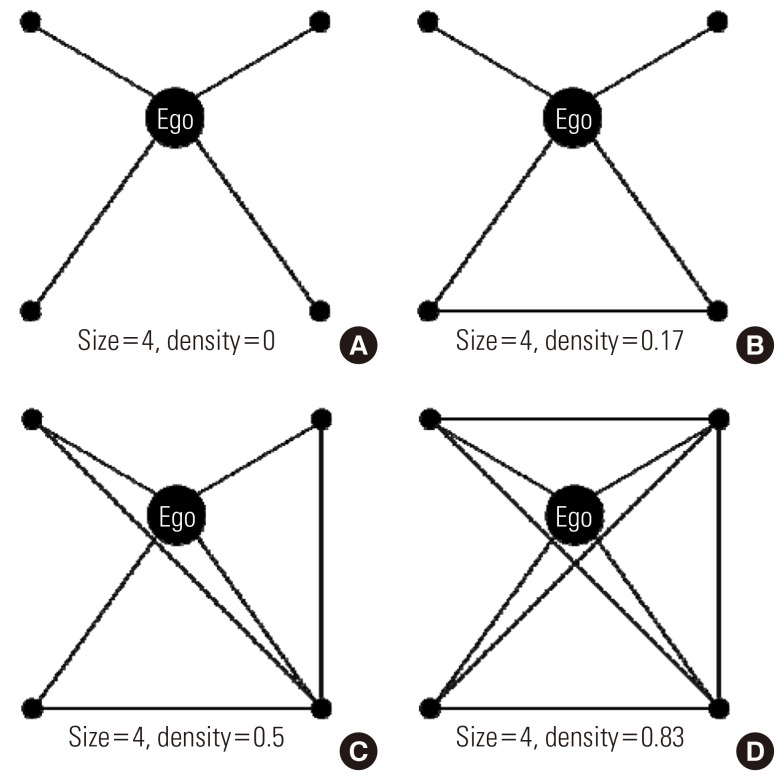 Ego
Ego
Size=4, density=0
A
Size=4, density=0.17
B
Ego
Ego
Size=4, density=0.5
C
Size=4, density=0.83
D